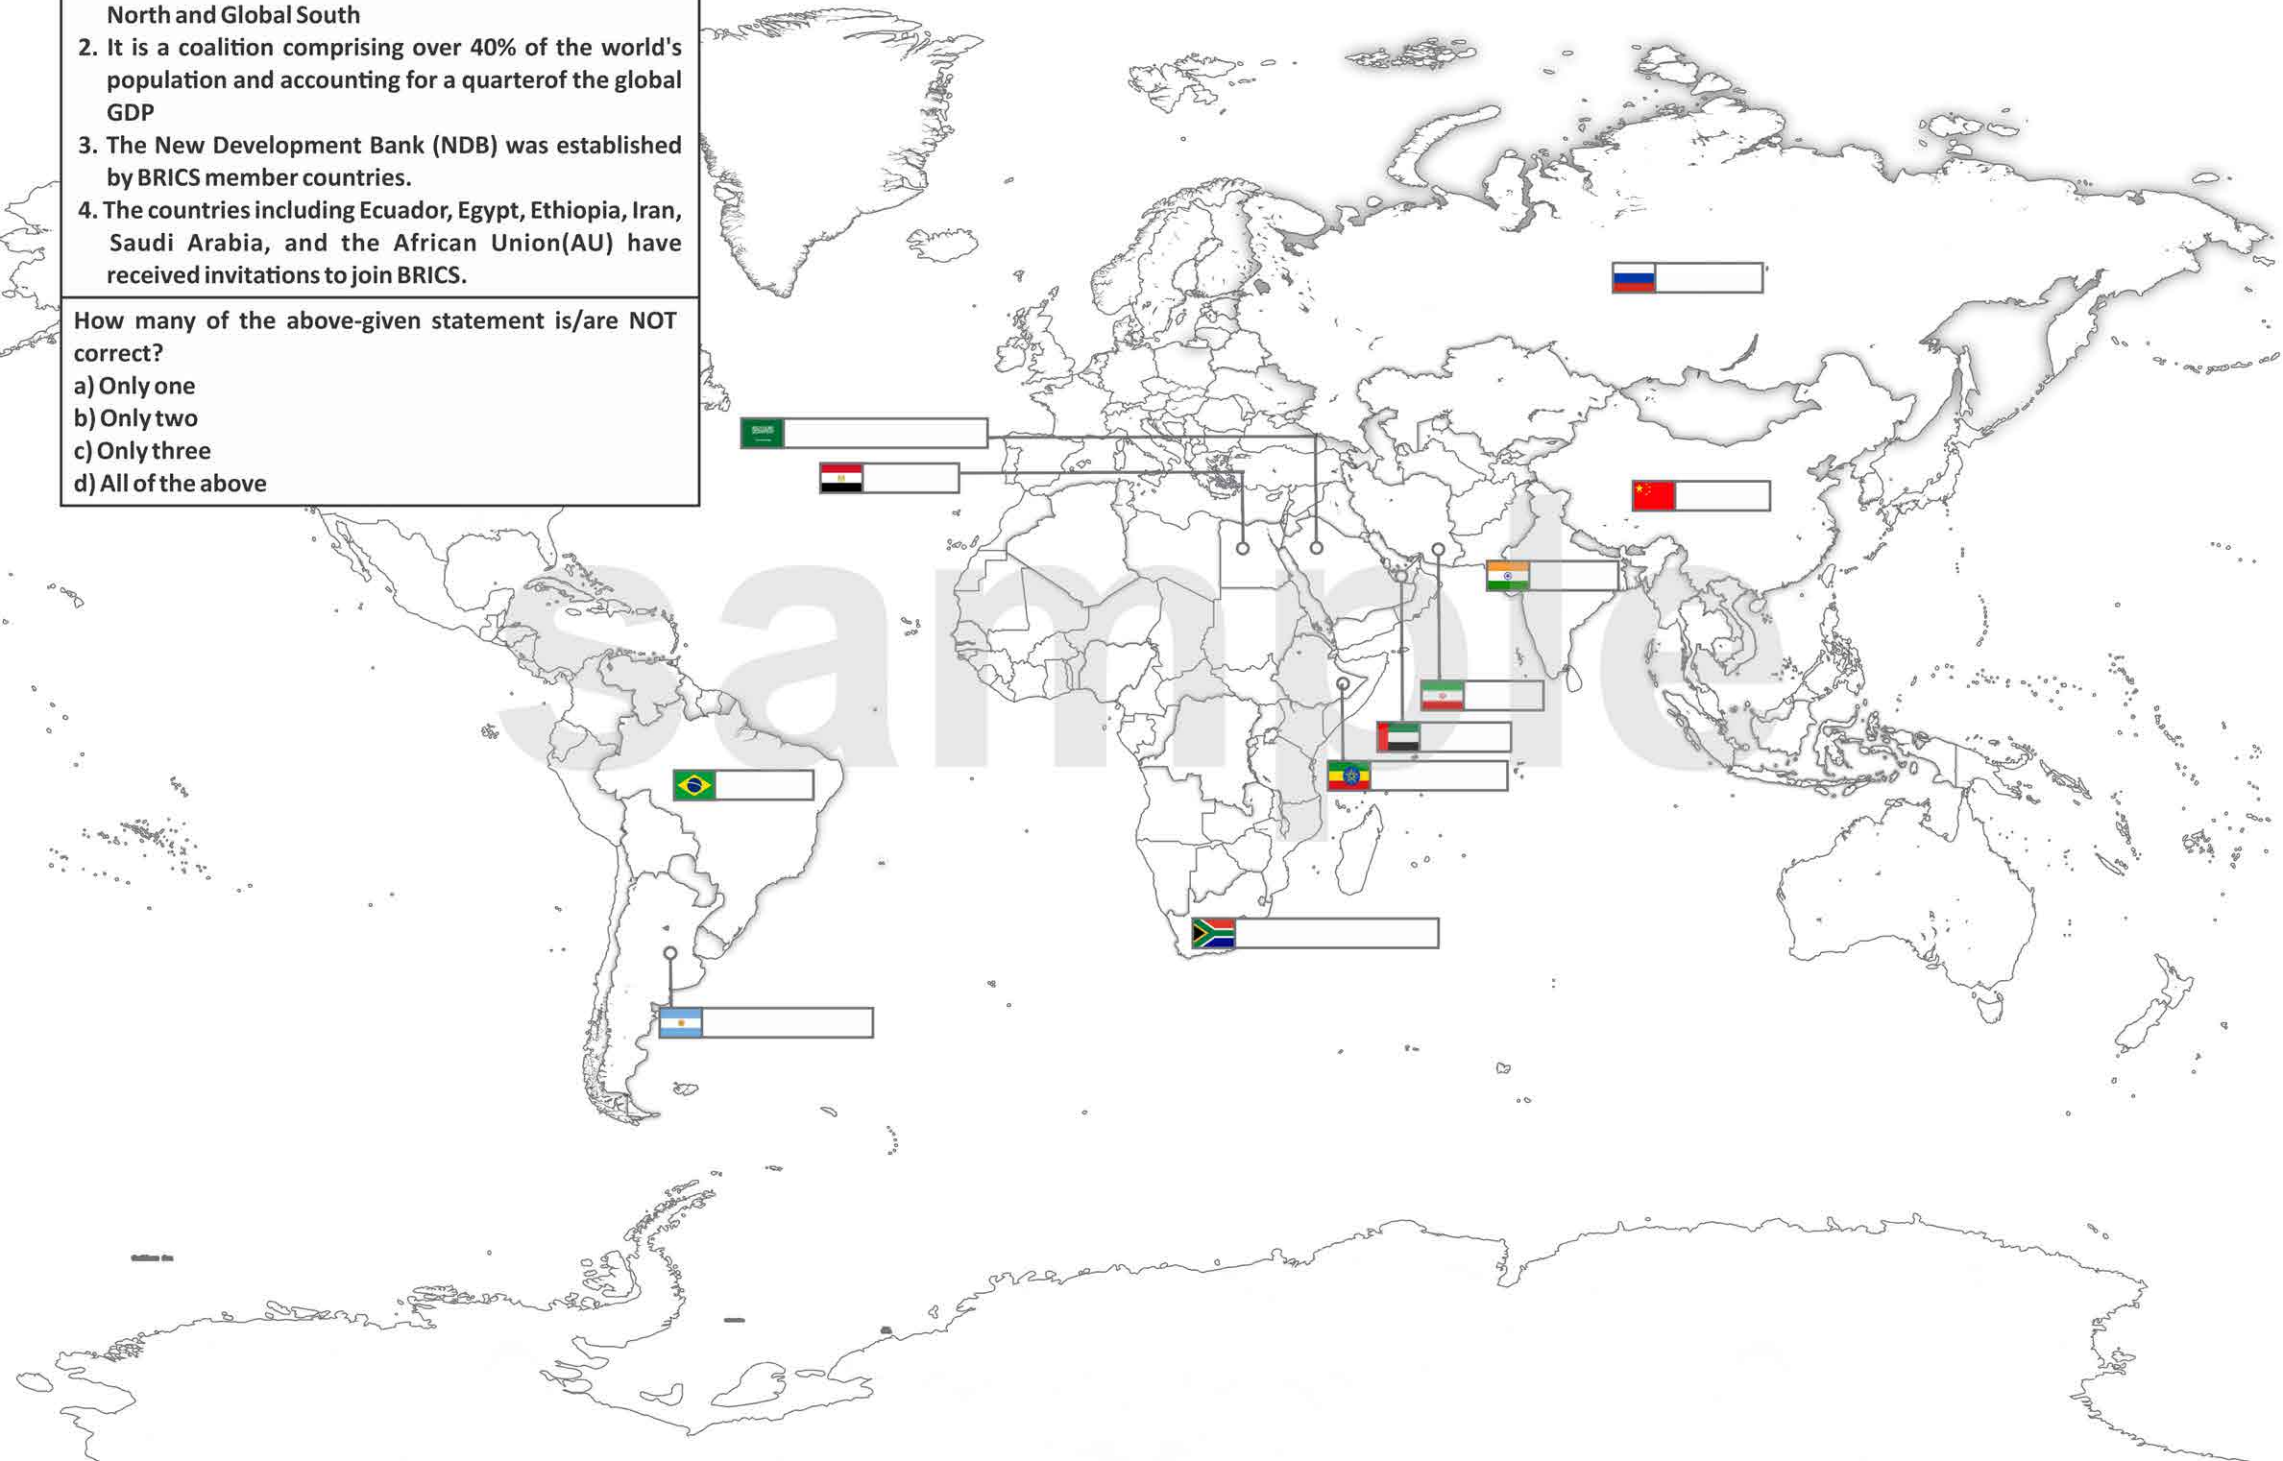 North and Global South
2. It is a coalition comprising over 40% of the world's
population and accounting for a quarterof the global
GDP
3. The New Development Bank (NDB) was established
by BRICS member countries.
4. The countries including Ecuador, Egypt, Ethiopia, Iran,
Saudi Arabia, and the African Union(AU) have
received invitations to join BRICS.
How many of the above-given statement is/are NOT
correct?
a) Only one
b) Only two
c) Only three
d) All of the above
sample